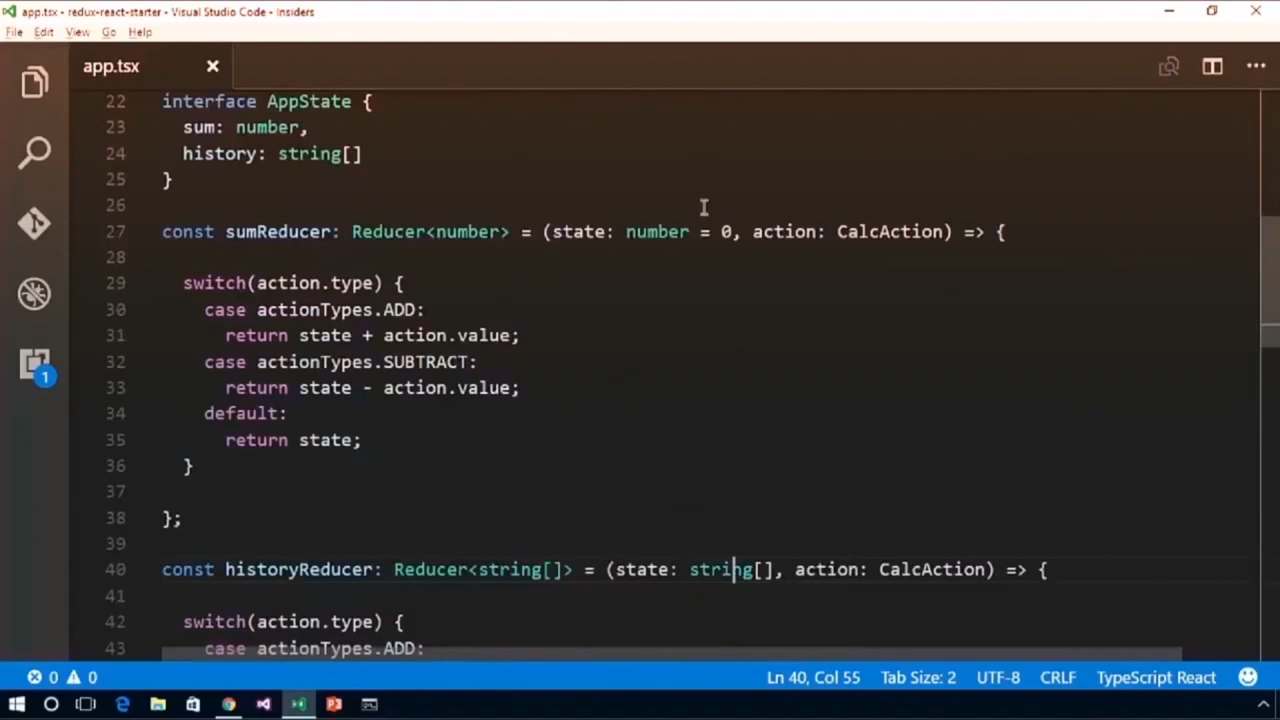 app.tsx - redux-react-starter - Visual Studio Code - Insiders
File Edit View Go Help
app.tsx
22 interface AppState {
23 sum: number,
24 history: string[]
25 }
26
27 const sumReducer: Reducer<number> = (state: number = 0, action: CalcAction) => {
28
29 switch(action.type) {
30 case actionTypes.ADD:
31 return state + action.value;
32 case actionTypes.SUBTRACT:
33 return state - action.value;
34 default:
35 return state;
36 }
37
38 };
39
40 const historyReducer: Reducer<string[]> = (state: string[], action: CalcAction) => {
41
42 switch(action.type) {
43 case actionTypes.ADD:
1
0 0 Ln 40, Col 55 Tab Size: 2 UTF-8 CRLF TypeScript React